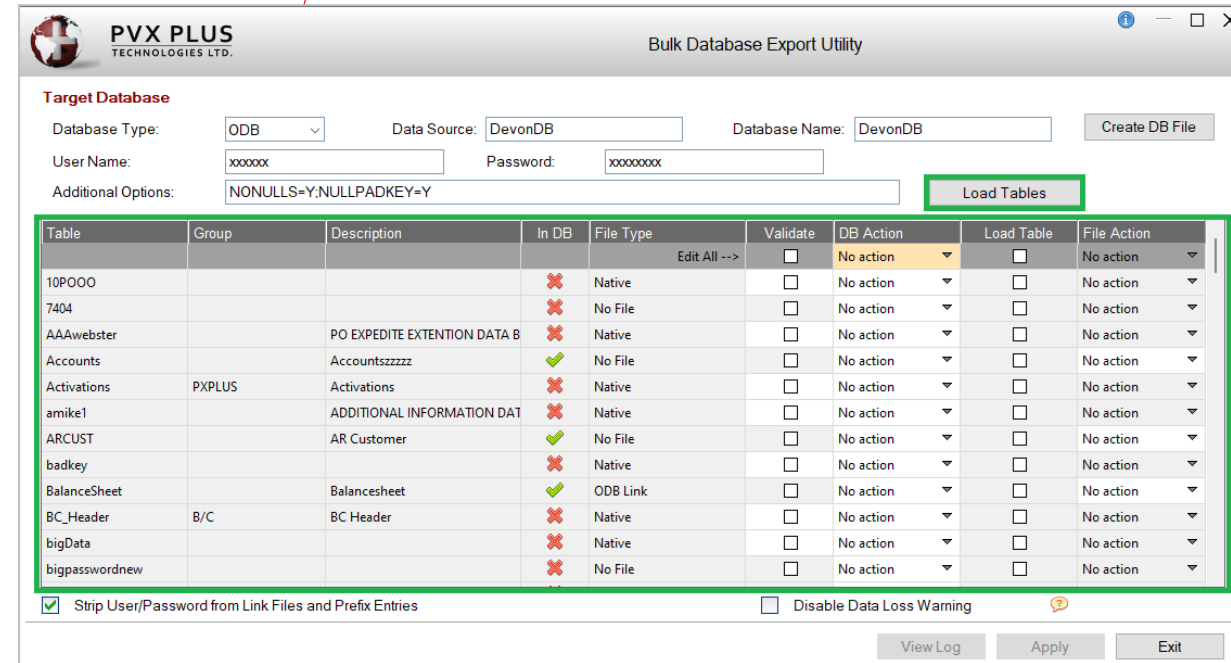 PVX PLUS
TECHNOLOGIES LTD.
Bulk Database Export Utility
Target Database
Database Type: ODB Data Source: DevonDB Database Name: DevonDB Create DB File
User Name: xxxxxx Password: xxxxxxxx
Additional Options: NONULLS=Y;NULLPADKEY=Y Load Tables
Table Group Description In DB File Type Validate DB Action Load Table File Action
Edit All --> No action No action
10POOO Native No action No action
7404 No File No action No action
AAAwebster PO EXPEDITE EXTENTION DATA B Native No action No action
Accounts Accountszzzzz No File No action No action
Activations PXPLUS Activations Native No action No action
amike1 ADDITIONAL INFORMATION DAT Native No action No action
ARCUST AR Customer No File No action No action
badkey Native No action No action
BalanceSheet Balancesheet ODB Link No action No action
BC_Header B/C BC Header Native No action No action
bigData Native No action No action
bigpasswordnew No File No action No action
Strip User/Password from Link Files and Prefix Entries Disable Data Loss Warning ?
View Log Apply Exit